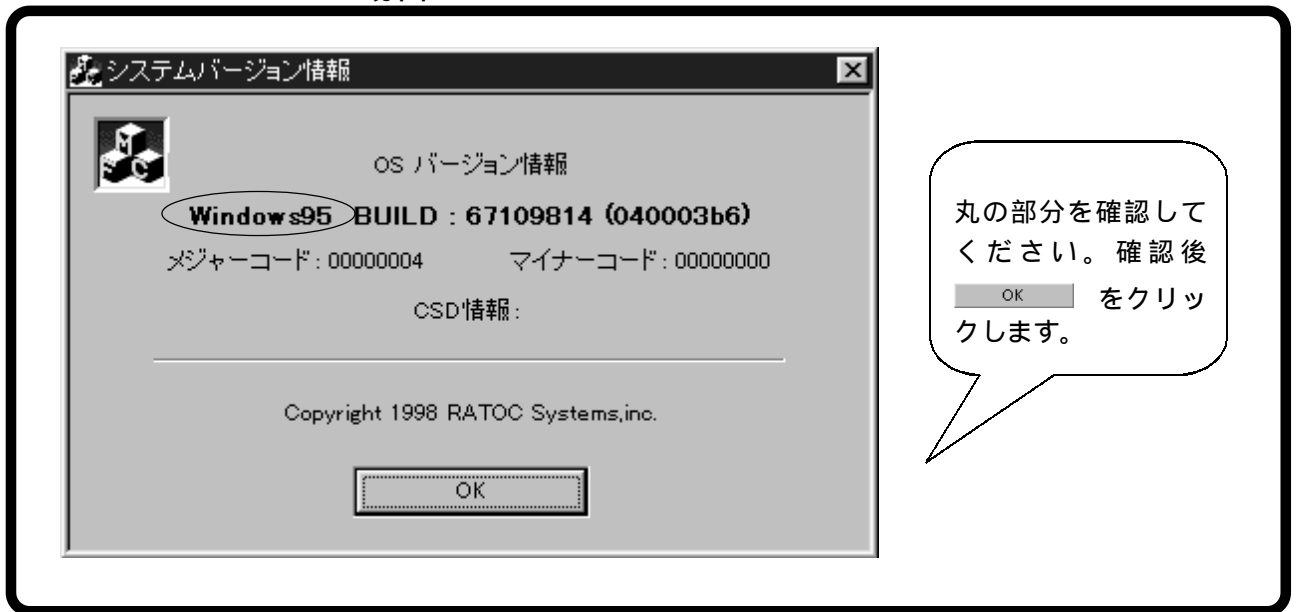 システムバージョン情報
M
S C
OS バージョン情報
Windows95 BUILD : 67109814 (040003b6)
メジャーコード : 00000004 マイナーコード : 00000000
CSD情報 :
Copyright 1998 RATOC Systems,inc.
OK
丸の部分を確認して
ください。確認後
OK をクリッ
クします。